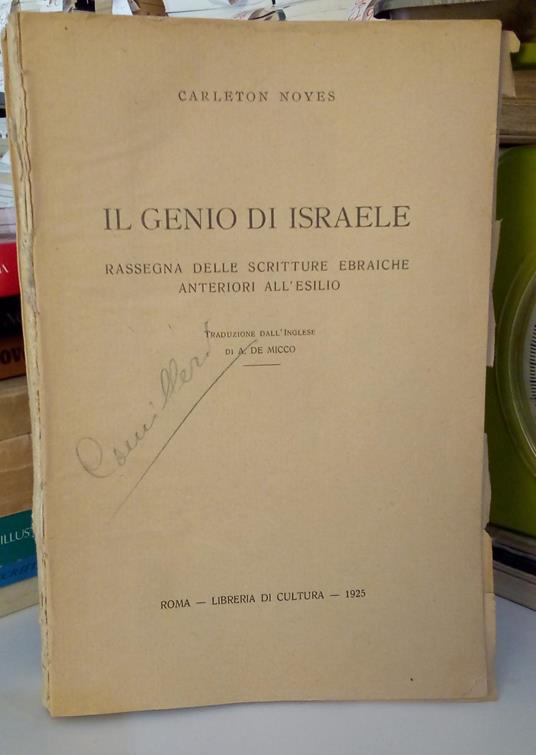 CARLETON NOYES
IL GENIO DI ISRAELE
RASSEGNA DELLE SCRITTURE EBRAICHE
ANTERIORI ALL'ESILIO
TRADUZIONE DALL'INGLESE
DI A. DE MICCO
ROMA — LIBRERIA DI CULTURA — 1925
ILLUST